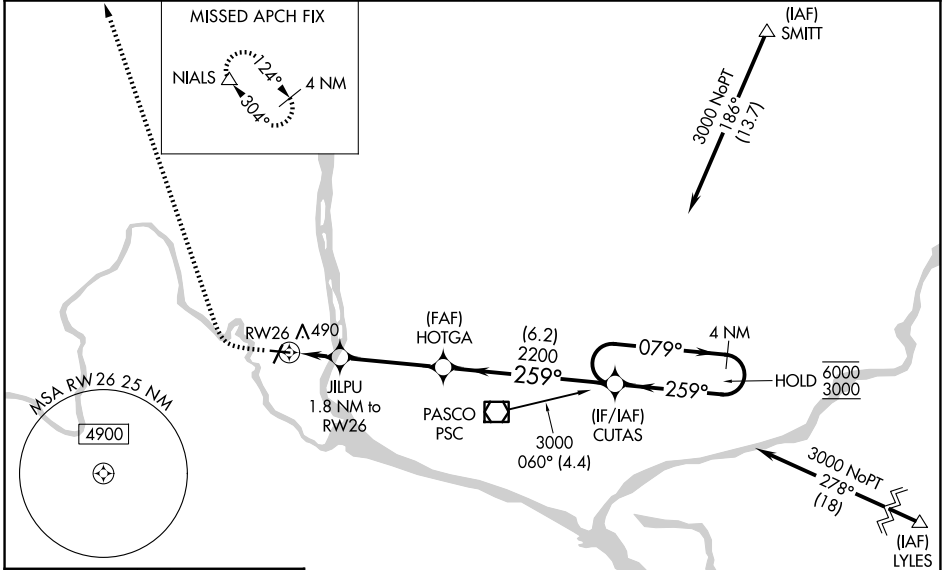 MISSED APCH FIX
NIALS
124°
304°
4 NM
(IAF)
SMITT
3000 NoPT
186°
(13.7)
RW26
490
JILPU
1.8 NM to
RW26
(FAF)
HOTGA
(6.2)
2200
259°
079°
4 NM
259°
HOLD
6000
3000
(IF/IAF)
CUTAS
PASCO
PSC
3000
060° (4.4)
3000 NoPT
278°
(18)
(IAF)
LYLES
MSA RW26 25 NM
4900